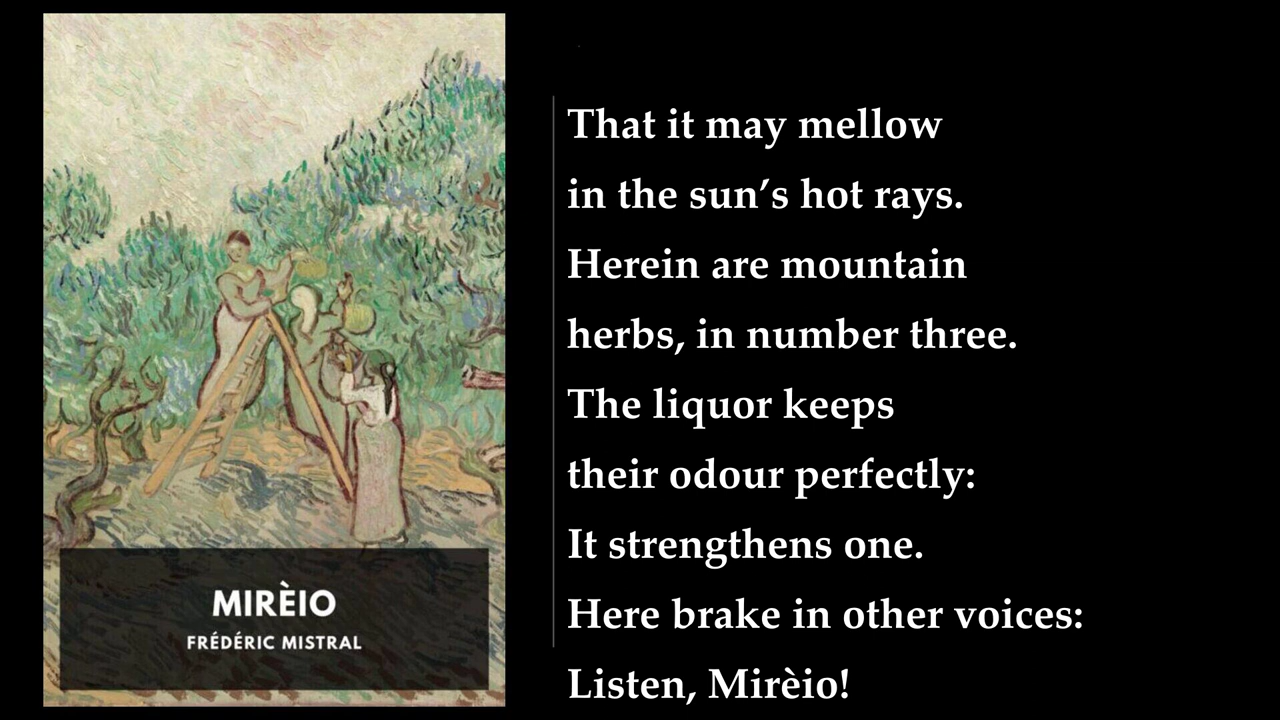 MIRÈIO
FRÉDÉRIC MISTRAL
That it may mellow
in the sun’s hot rays.
Herein are mountain
herbs, in number three.
The liquor keeps
their odour perfectly:
It strengthens one.
Here brake in other voices:
Listen, Mirèio!